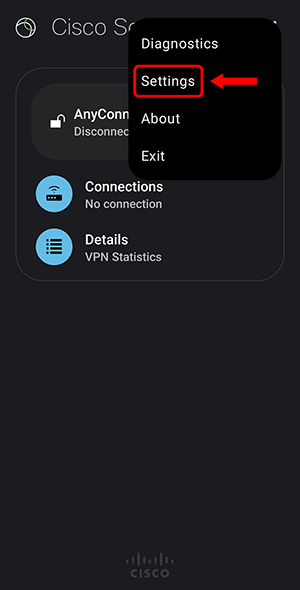 Cisco Se
Diagnostics
Settings
About
Exit
AnyConn
Disconnec
Connections
No connection
Details
VPN Statistics
CISCO